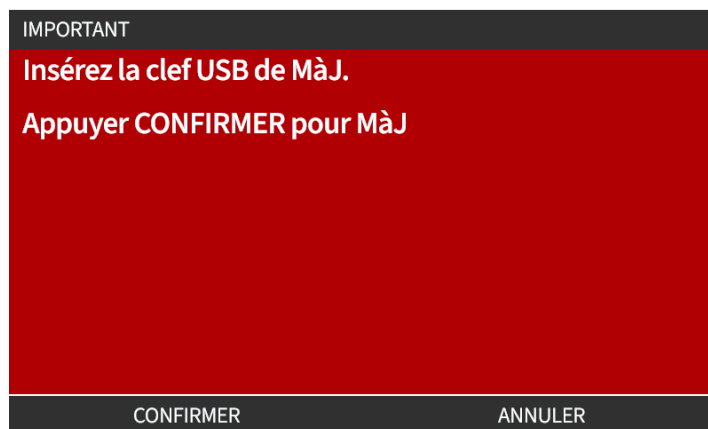 IMPORTANT
Insérez la clef USB de MàJ.
Appuyer CONFIRMER pour MàJ
CONFIRMER ANNULER